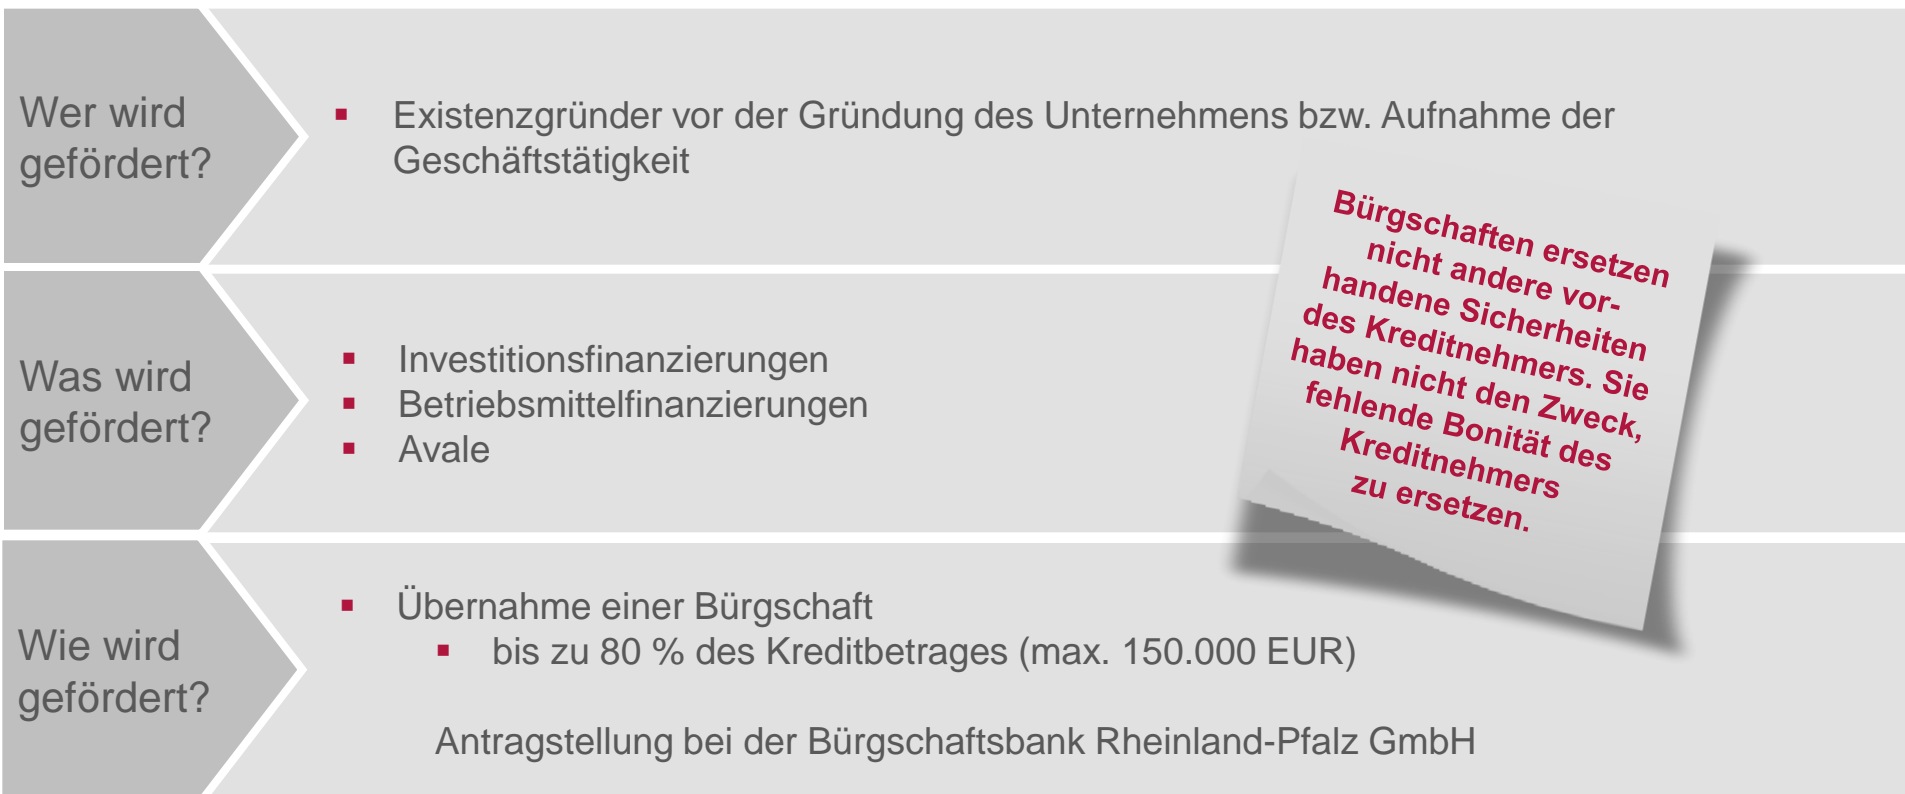 Wer wird
gefördert?
▪ Existenzgründer vor der Gründung des Unternehmens bzw. Aufnahme der
Geschäftstätigkeit
Bürgschaften ersetzen
nicht andere vor-
handene Sicherheiten
des Kreditnehmers. Sie
haben nicht den Zweck,
fehlende Bonität des
Kreditnehmers
zu ersetzen.
Was wird
gefördert?
▪ Investitionsfinanzierungen
▪ Betriebsmittelfinanzierungen
▪ Avale
Wie wird
gefördert?
▪ Übernahme einer Bürgschaft
▪ bis zu 80 % des Kreditbetrages (max. 150.000 EUR)
Antragstellung bei der Bürgschaftsbank Rheinland-Pfalz GmbH